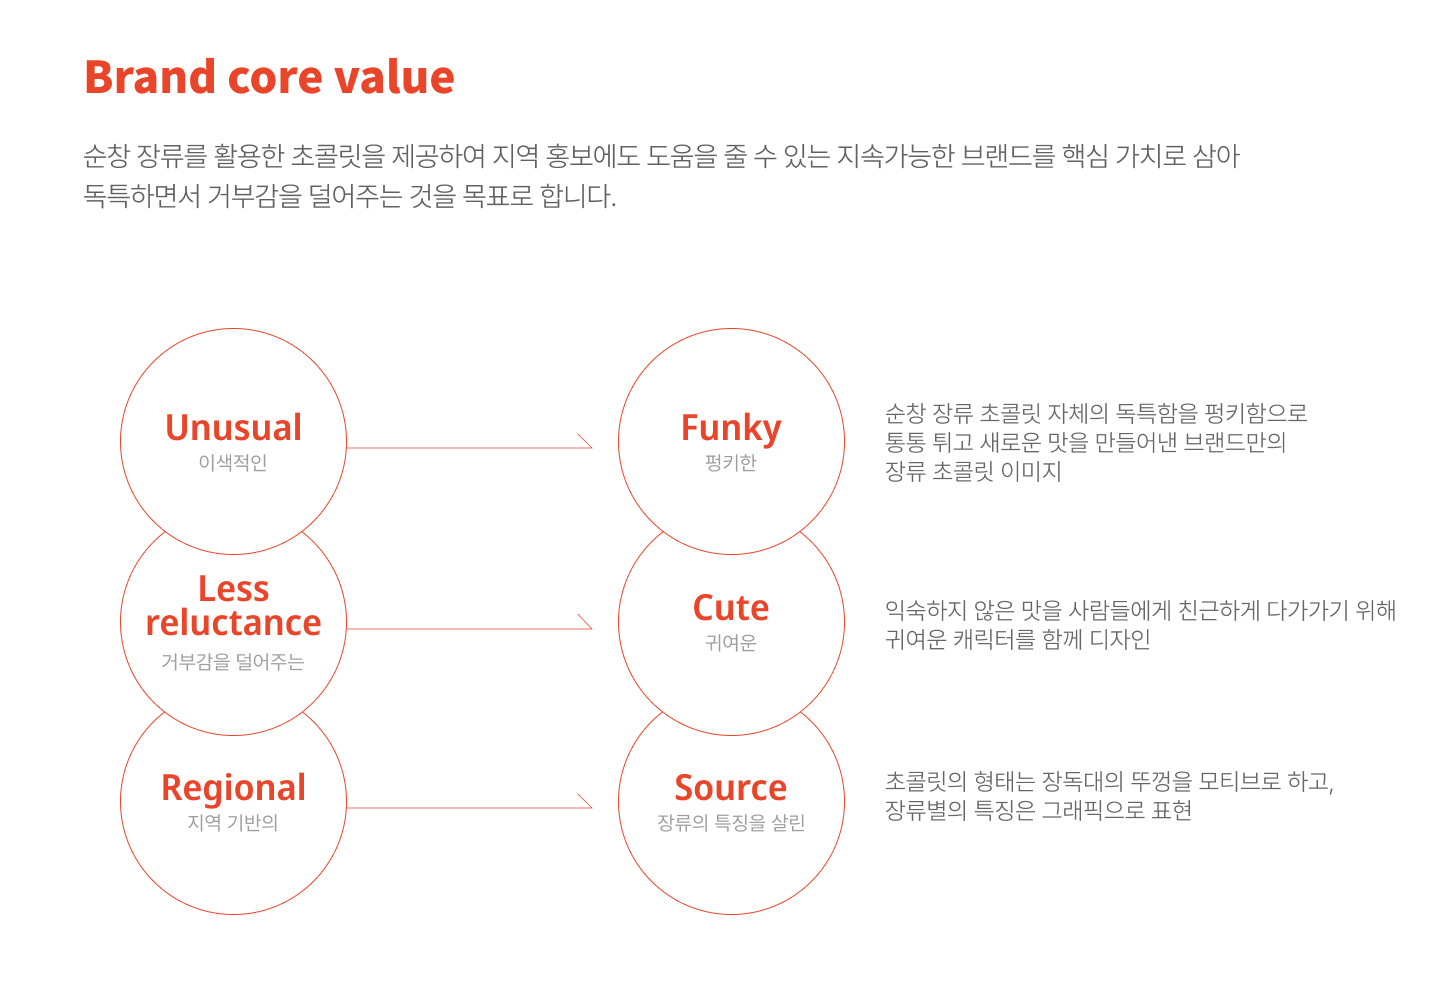 Brand core value
순창 장류를 활용한 초콜릿을 제공하여 지역 홍보에도 도움을 줄 수 있는 지속가능한 브랜드를 핵심 가치로 삼아
독특하면서 거부감을 덜어주는 것을 목표로 합니다.
Unusual
이색적인
Funky
펑키한
순창 장류 초콜릿 자체의 독특함을 펑키함으로
통통 튀고 새로운 맛을 만들어낸 브랜드만의
장류 초콜릿 이미지
Less
reluctance
거부감을 덜어주는
Cute
귀여운
익숙하지 않은 맛을 사람들에게 친근하게 다가가기 위해
귀여운 캐릭터를 함께 디자인
Regional
지역 기반의
Source
장류의 특징을 살린
초콜릿의 형태는 장독대의 뚜껑을 모티브로 하고,
장류별의 특징은 그래픽으로 표현